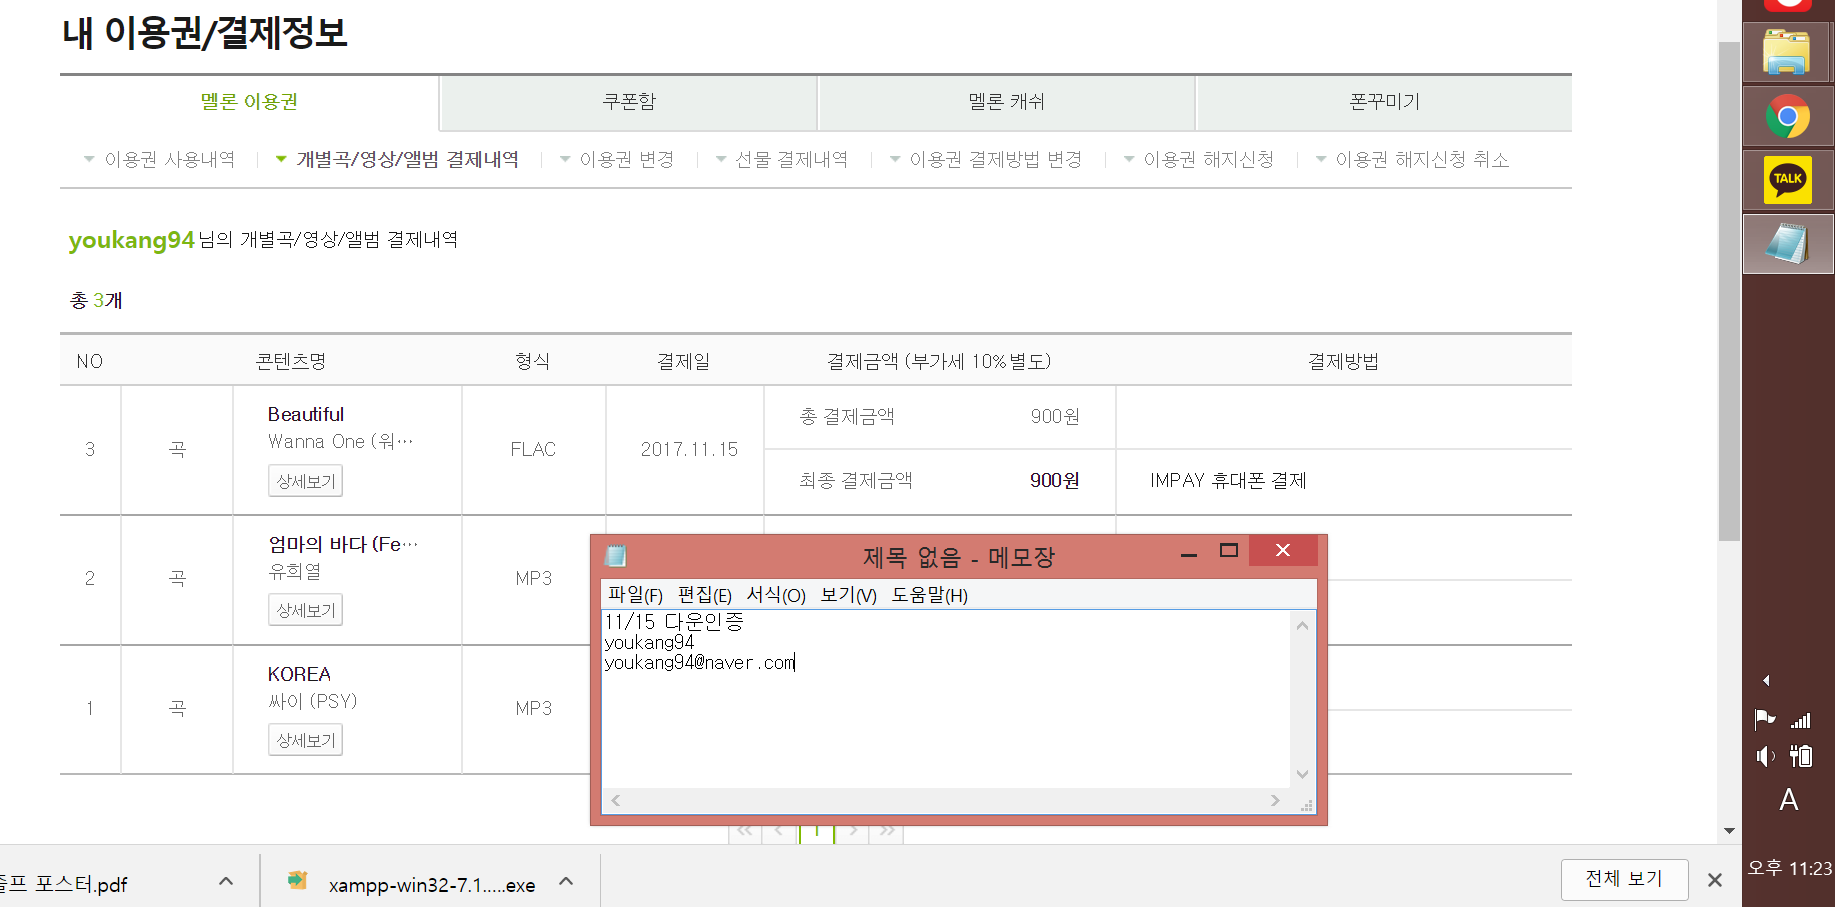 내 이용권/결제정보
멜론 이용권 쿠폰함 멜론 캐쉬 폰꾸미기
이용권 사용내역 개별곡/영상/앨범 결제내역 이용권 변경 선물 결제내역 이용권 결제방법 변경 이용권 해지신청 이용권 해지신청 취소
youkang94님의 개별곡/영상/앨범 결제내역
총 3개
NO 콘텐츠명 형식 결제일 결제금액 (부가세 10%별도) 결제방법
3 곡 Beautiful
Wanna One (워…
상세보기
FLAC 2017.11.15
총 결제금액 900원
최종 결제금액 900원 IMPAY 휴대폰 결제
2 곡 엄마의 바다 (Fe…
유희열
상세보기
MP3
1 곡 KOREA
싸이 (PSY)
상세보기
MP3
제목 없음 - 메모장
파일(F) 편집(E) 서식(O) 보기(V) 도움말(H)
11/15 다운인증
youkang94
youkang94@naver.com
1
포스터.pdf
xampp-win32-7.1.....exe
전체 보기
TALK
A
오후 11:23